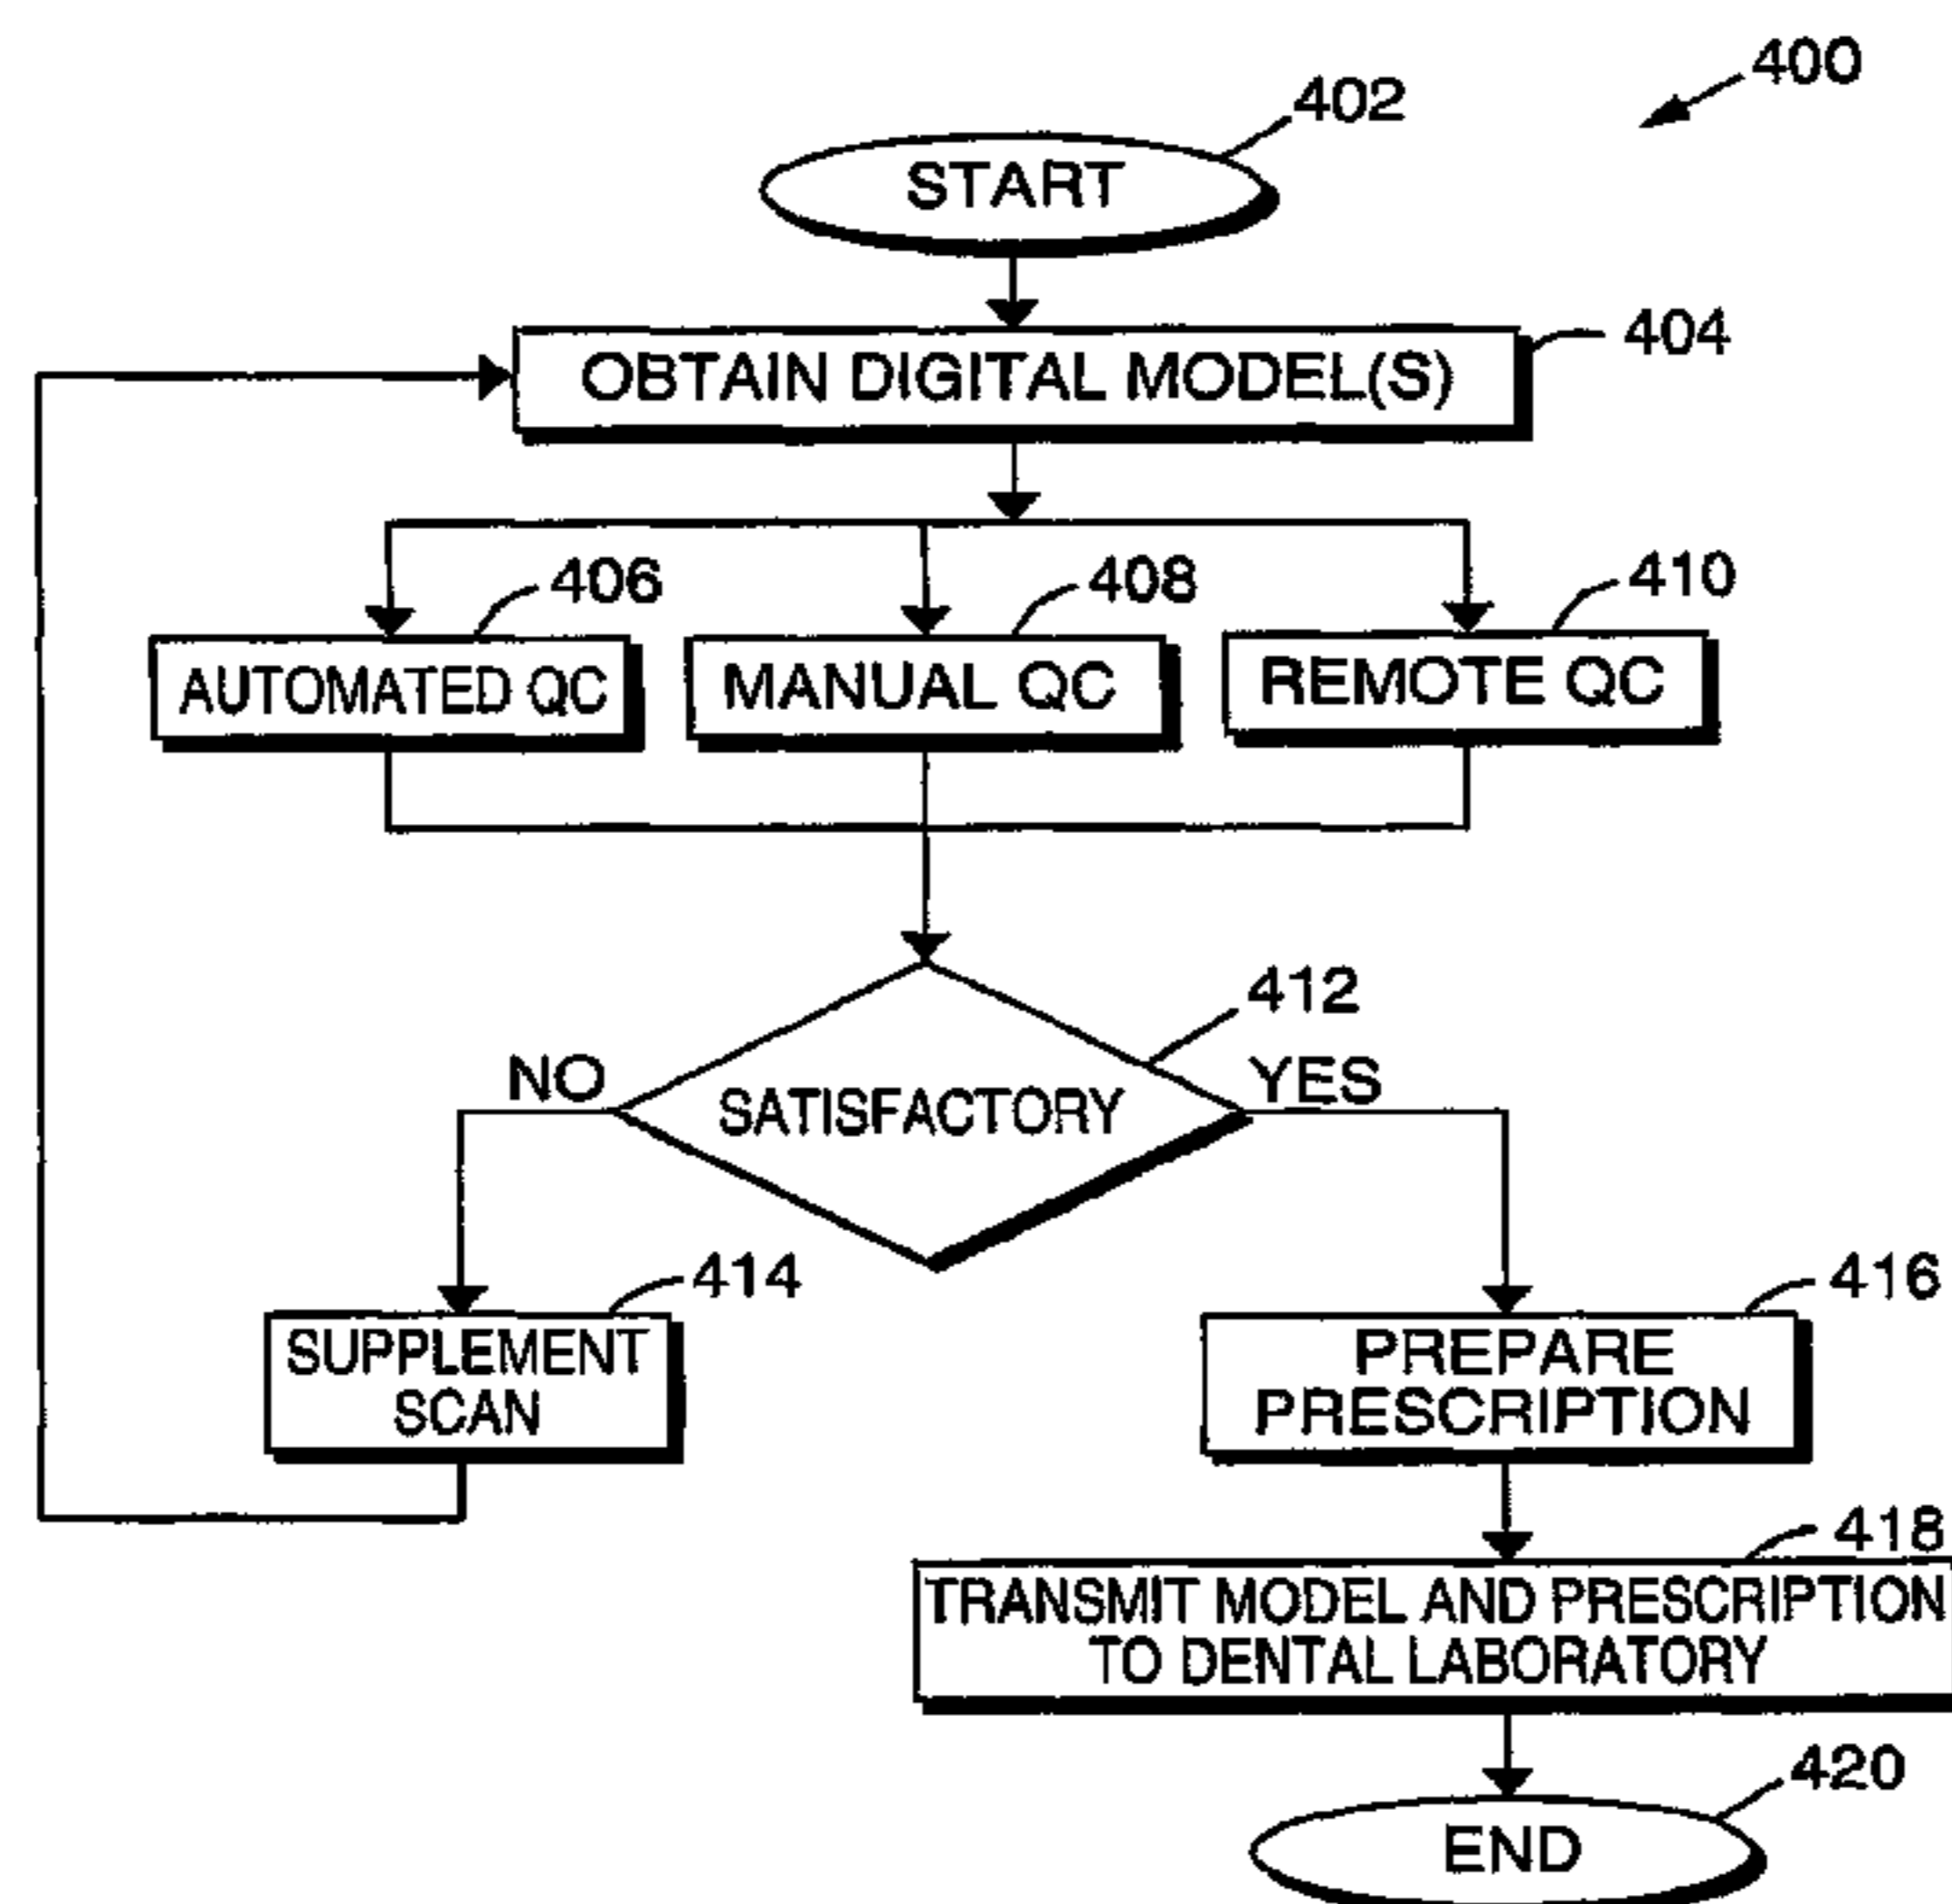 400
402
START
OBTAIN DIGITAL MODEL(S)
404
406
408
410
AUTOMATED QC
MANUAL QC
REMOTE QC
412
NO
YES
SATISFACTORY
414
416
SUPPLEMENT
SCAN
PREPARE
PRESCRIPTION
418
TRANSMIT MODEL AND PRESCRIPTION
TO DENTAL LABORATORY
420
END